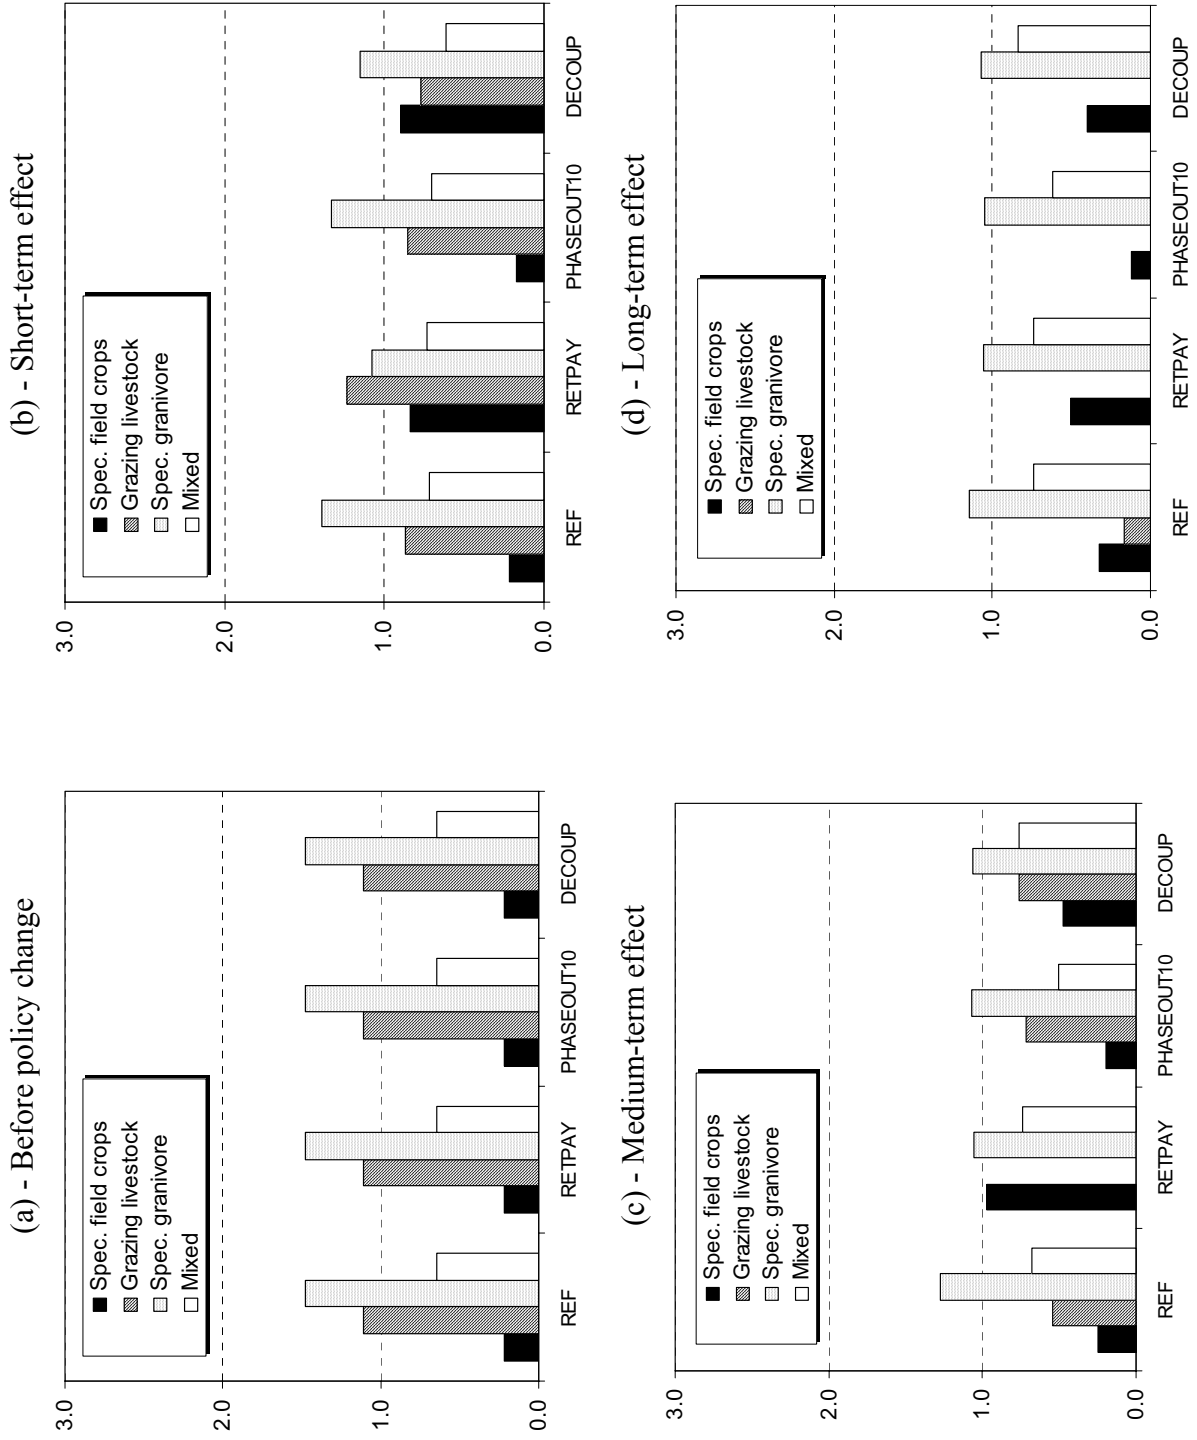 (a) - Before policy change
3.0
2.0
1.0
0.0
Spec. field crops
Grazing livestock
Spec. granivore
Mixed
REF
RETPAY
PHASEOUT10
DECOUP
(b) - Short-term effect
3.0
2.0
1.0
0.0
Spec. field crops
Grazing livestock
Spec. granivore
Mixed
REF
RETPAY
PHASEOUT10
DECOUP
(c) - Medium-term effect
3.0
2.0
1.0
0.0
Spec. field crops
Grazing livestock
Spec. granivore
Mixed
REF
RETPAY
PHASEOUT10
DECOUP
(d) - Long-term effect
3.0
2.0
1.0
0.0
Spec. field crops
Grazing livestock
Spec. granivore
Mixed
REF
RETPAY
PHASEOUT10
DECOUP